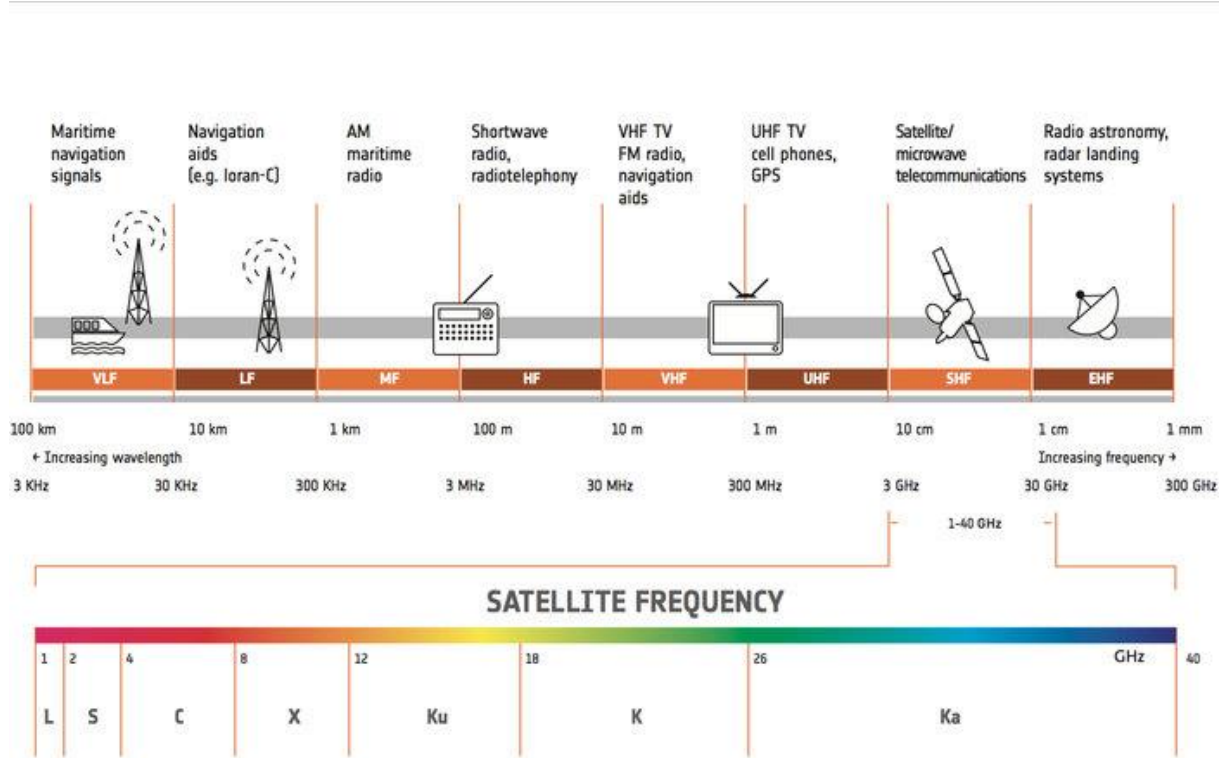 Maritime
navigation
signals
Navigation
aids
(e.g. loran-C)
AM
maritime
radio
Shortwave
radio,
radiotelephony
VHF TV
FM radio,
navigation
aids
UHF TV
cell phones,
GPS
Satellite/
microwave
telecommunications
Radio astronomy,
radar landing
systems
VLF LF MF HF VHF UHF SHF EHF
100 km 10 km 1 km 100 m 10 m 1 m 10 cm 1 cm 1 mm
← Increasing wavelength Increasing frequency →
3 KHz 30 KHz 300 KHz 3 MHz 30 MHz 300 MHz 3 GHz 30 GHz 300 GHz
1-40 GHz
SATELLITE FREQUENCY
1 2 4 8 12 18 26 GHz 40
L S C X Ku K Ka